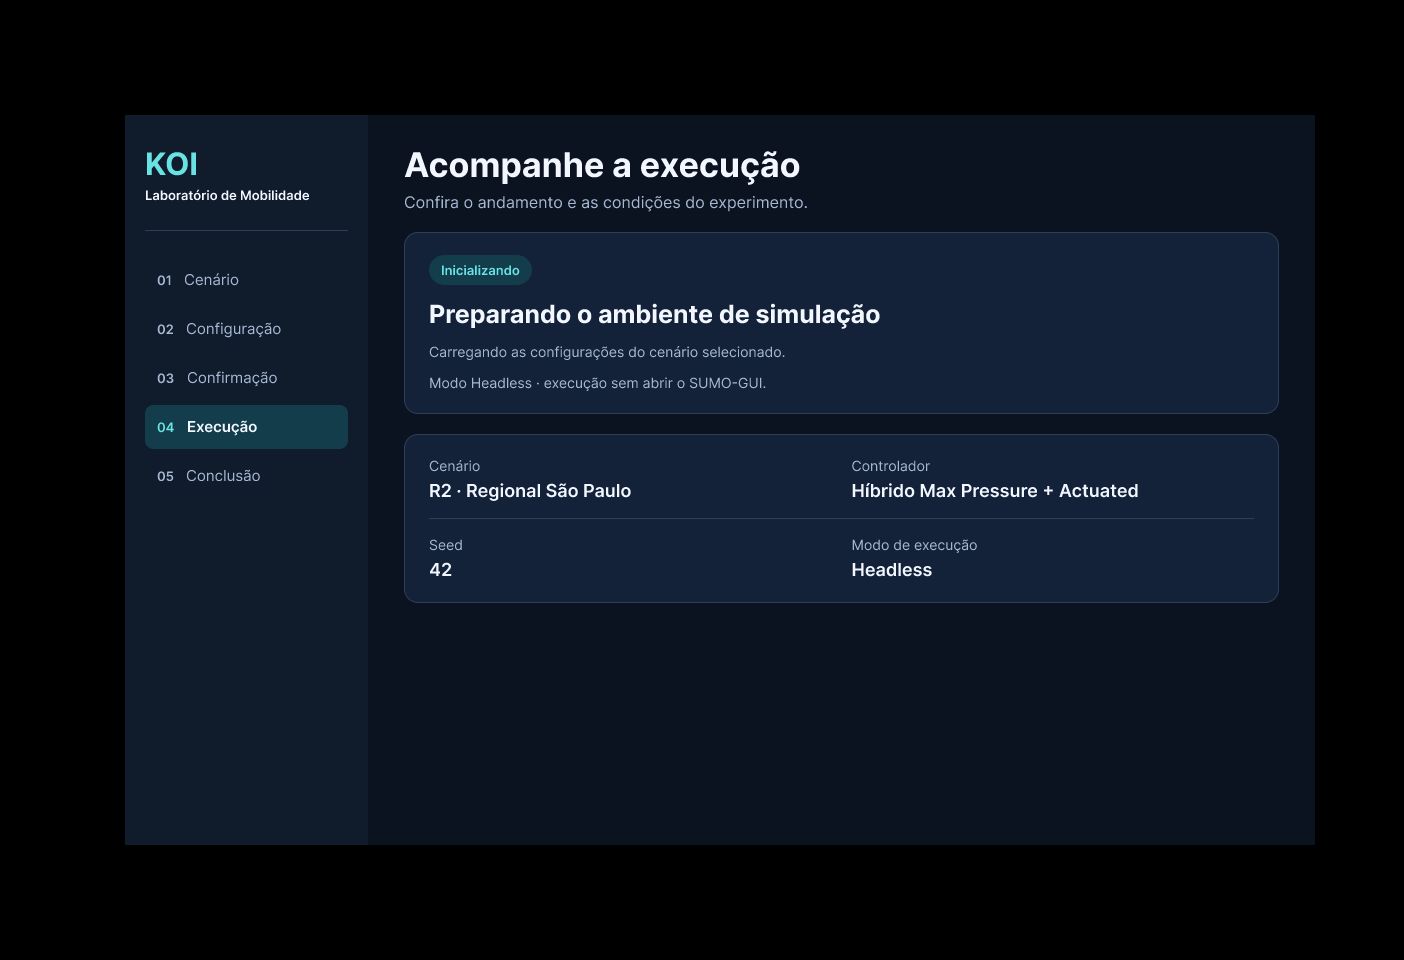 KOI
Laboratório de Mobilidade
01 Cenário
02 Configuração
03 Confirmação
04 Execução
05 Conclusão
Acompanhe a execução
Confira o andamento e as condições do experimento.
Inicializando
Preparando o ambiente de simulação
Carregando as configurações do cenário selecionado.
Modo Headless · execução sem abrir o SUMO-GUI.
Cenário
R2 · Regional São Paulo
Controlador
Híbrido Max Pressure + Actuated
Seed
42
Modo de execução
Headless